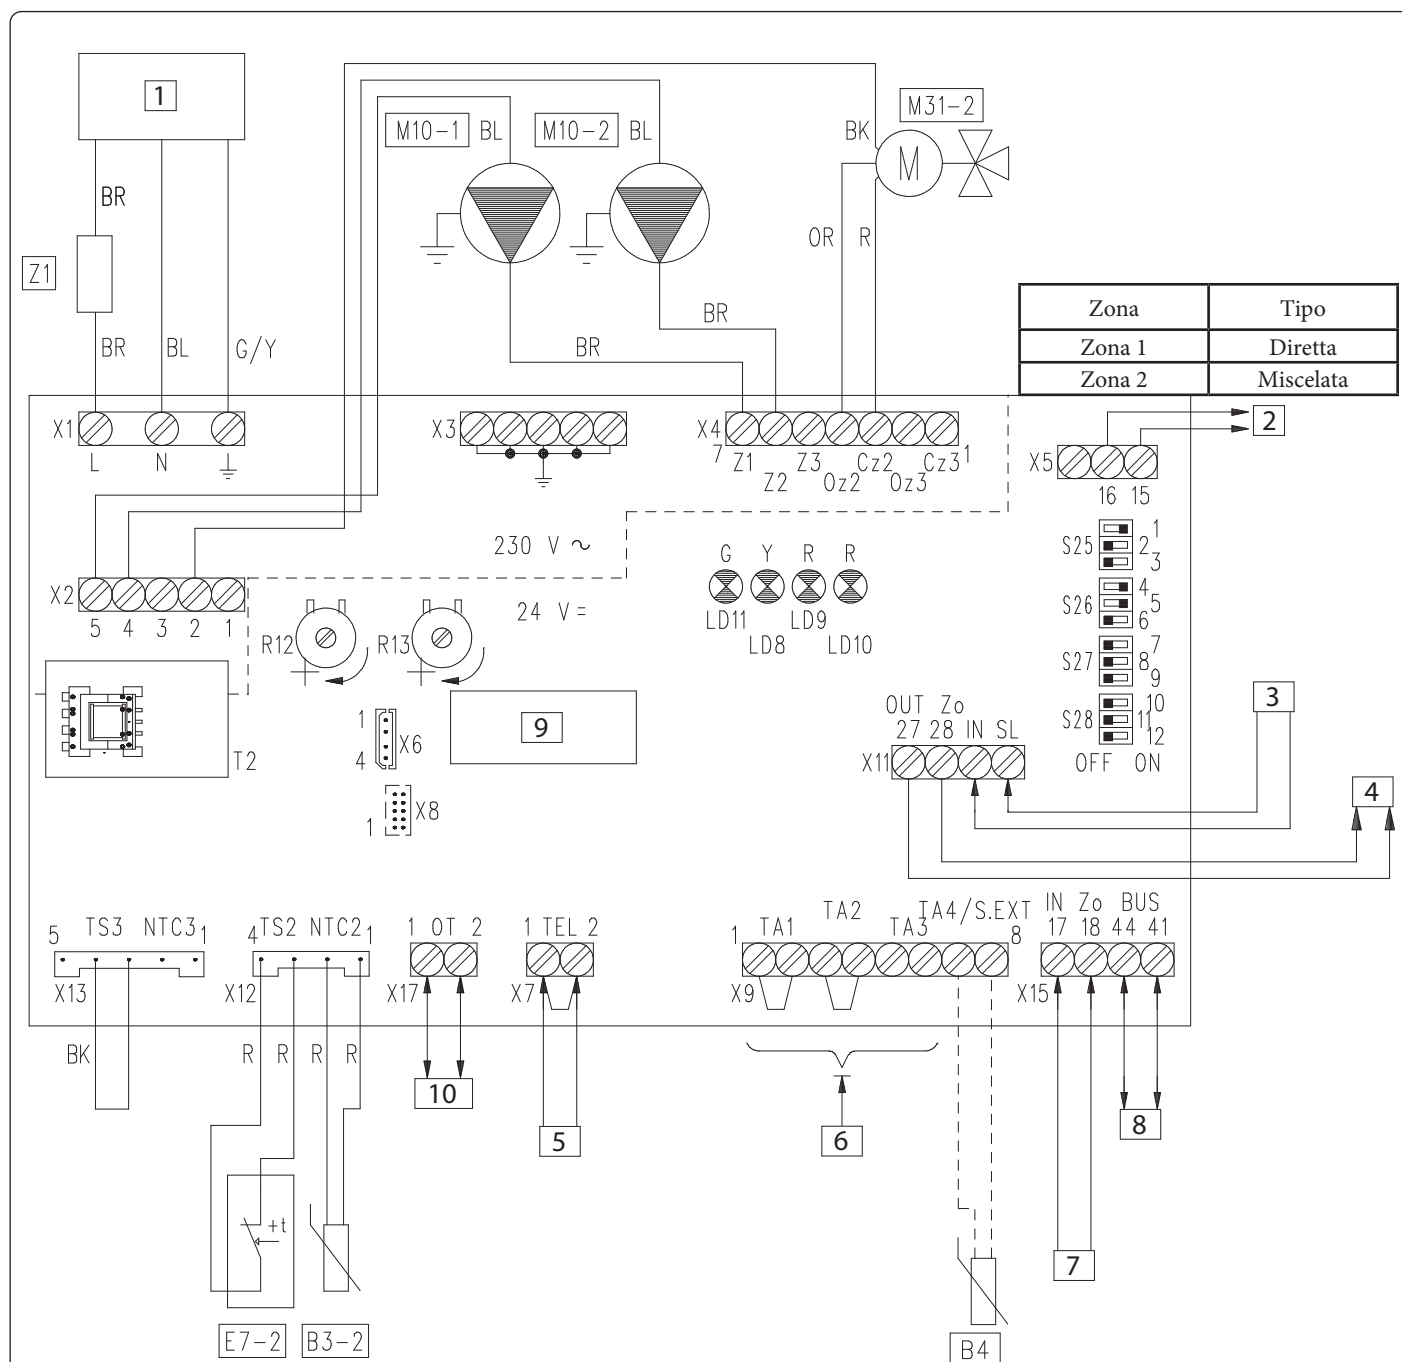 1
M10-1 BL M10-2 BL BK M31-2
M
BR
OR R
Z1
BR
BR BL G/Y BR
Zona Tipo
Zona 1 Diretta
Zona 2 Miscelata
X1 X3 X4
L N
7 Z1 Z3 Cz2 Cz3 1
Z2 Oz2 Oz3
2
X5
16 15
230 V ~
24 V =
G Y R R
LD11 LD9
LD8 LD10
S25 1
2
3
S26 4
5
6
S27 7
8
9
S28 10
11
12
OFF ON
X2
5 4 3 2 1
R12 R13
T2
1
X6
4
9
1 X8
OUT Zo
27 28 IN SL
X11
3
4
5 TS3 NTC3 1
X13
4 TS2 NTC2 1
X12
1 OT 2
X17
1 TEL 2
X7
1 TA1 TA2 TA3 TA4/S.EXT 8
X9
IN Zo BUS
17 18 44 41
X15
BK R R R R
10
5
6
8
7
+t
E7-2 B3-2 B4